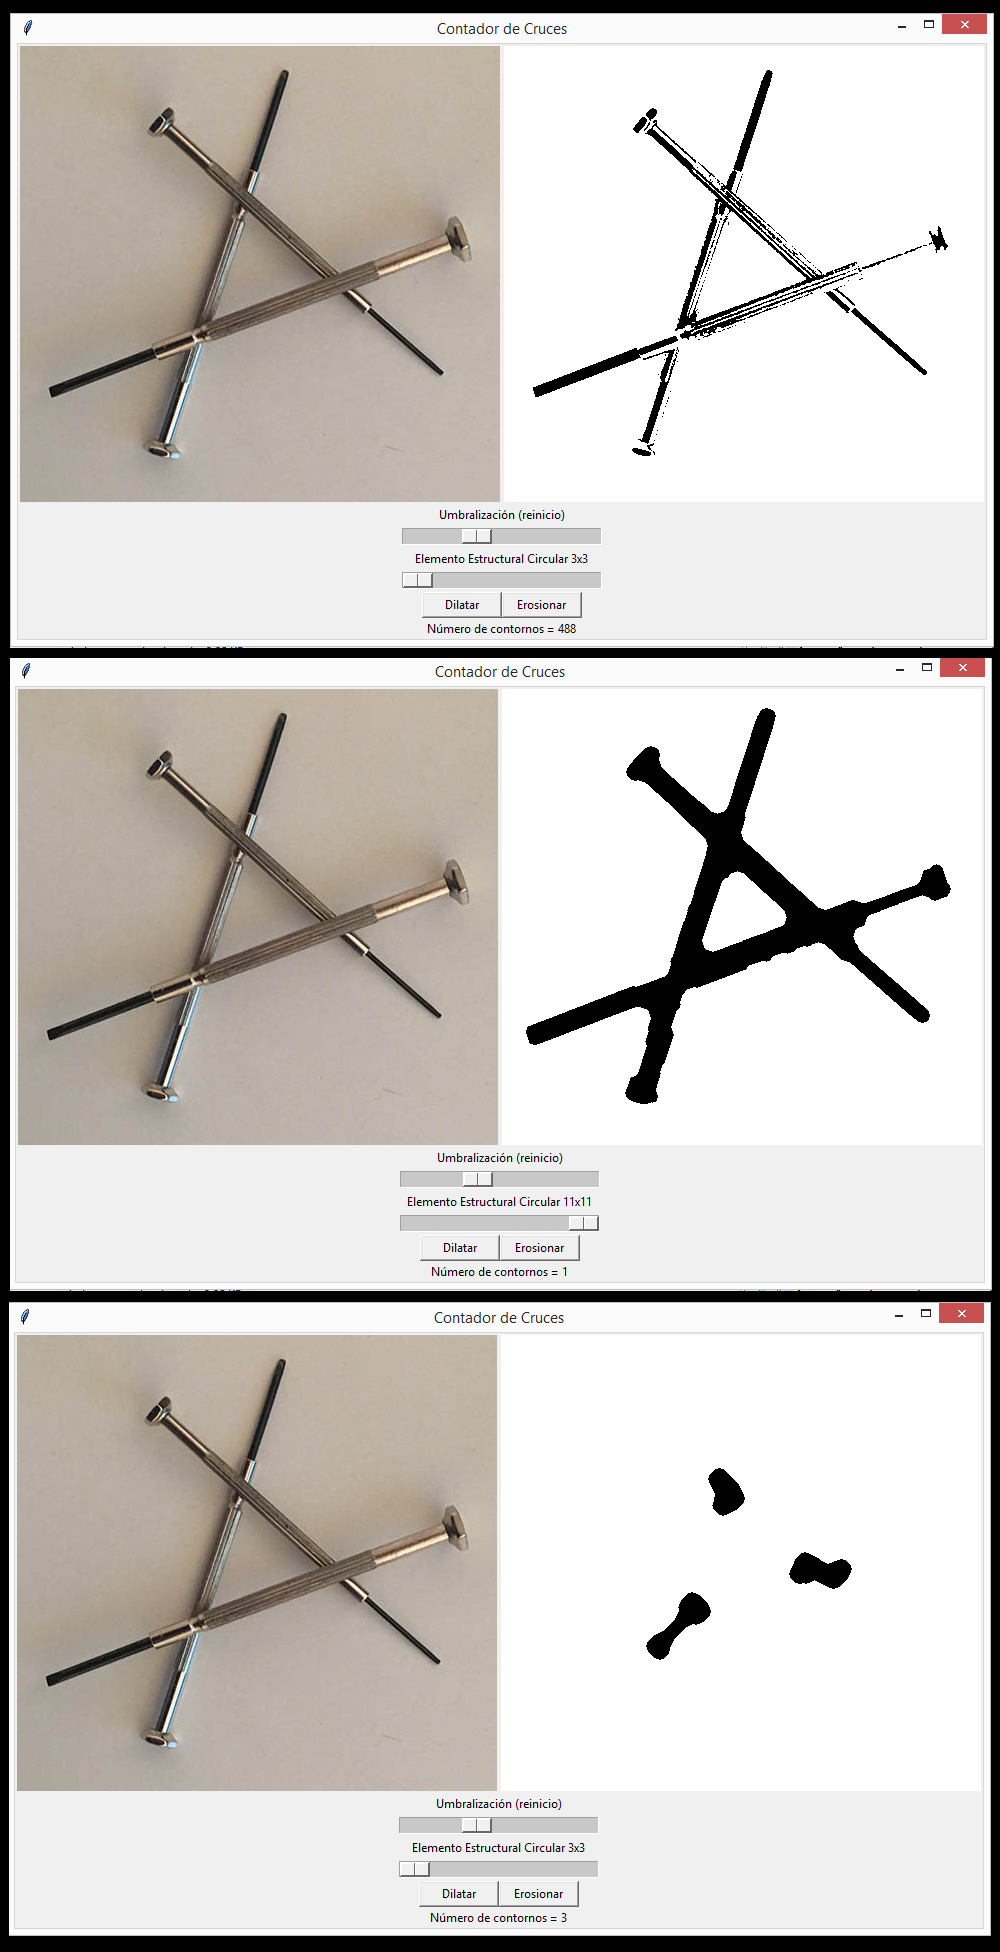 Contador de Cruces
Umbralización (reinicio)
Elemento Estructural Circular 3x3
Dilatar Erosionar
Número de contornos = 488
Contador de Cruces
Umbralización (reinicio)
Elemento Estructural Circular 11x11
Dilatar Erosionar
Número de contornos = 1
Contador de Cruces
Umbralización (reinicio)
Elemento Estructural Circular 3x3
Dilatar Erosionar
Número de contornos = 3